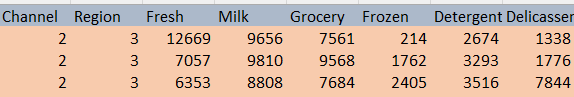 Channel Region Fresh Milk Grocery Frozen Detergent Delicassen
2 3 12669 9656 7561 214 2674 1338
2 3 7057 9810 9568 1762 3293 1776
2 3 6353 8808 7684 2405 3516 7844